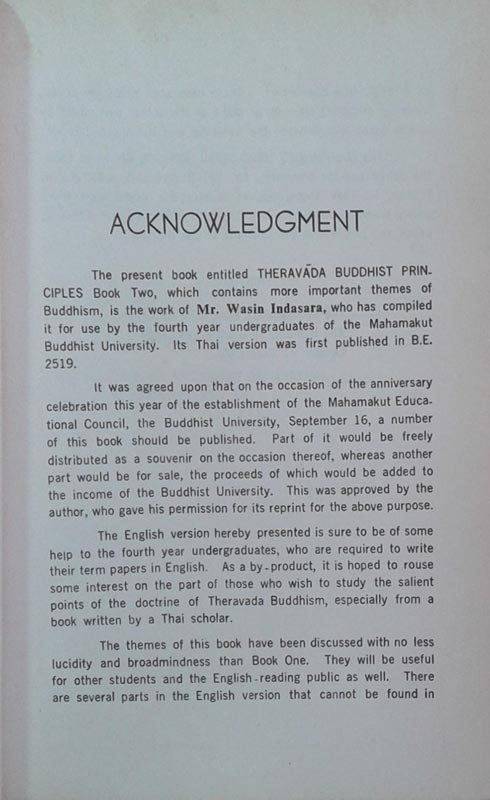 ACKNOWLEDGMENT
The present book entitled THERAVĀDA BUDDHIST PRIN-
CIPLES Book Two, which contains more important themes of
Buddhism, is the work of Mr. Wasin Indasara, who has compiled
it for use by the fourth year undergraduates of the Mahamakut
Buddhist University. Its Thai version was first published in B.E.
2519.
It was agreed upon that on the occasion of the anniversary
celebration this year of the establishment of the Mahamakut Educa-
tional Council, the Buddhist University, September 16, a number
of this book should be published. Part of it would be freely
distributed as a souvenir on the occasion thereof, whereas another
part would be for sale, the proceeds of which would be added to
the income of the Buddhist University. This was approved by the
author, who gave his permission for its reprint for the above purpose.
The English version hereby presented is sure to be of some
help to the fourth year undergraduates, who are required to write
their term papers in English. As a by-product, it is hoped to rouse
some interest on the part of those who wish to study the salient
points of the doctrine of Theravada Buddhism, especially from a
book written by a Thai scholar.
The themes of this book have been discussed with no less
lucidity and broadmindness than Book One. They will be useful
for other students and the English-reading public as well. There
are several parts in the English version that cannot be found in